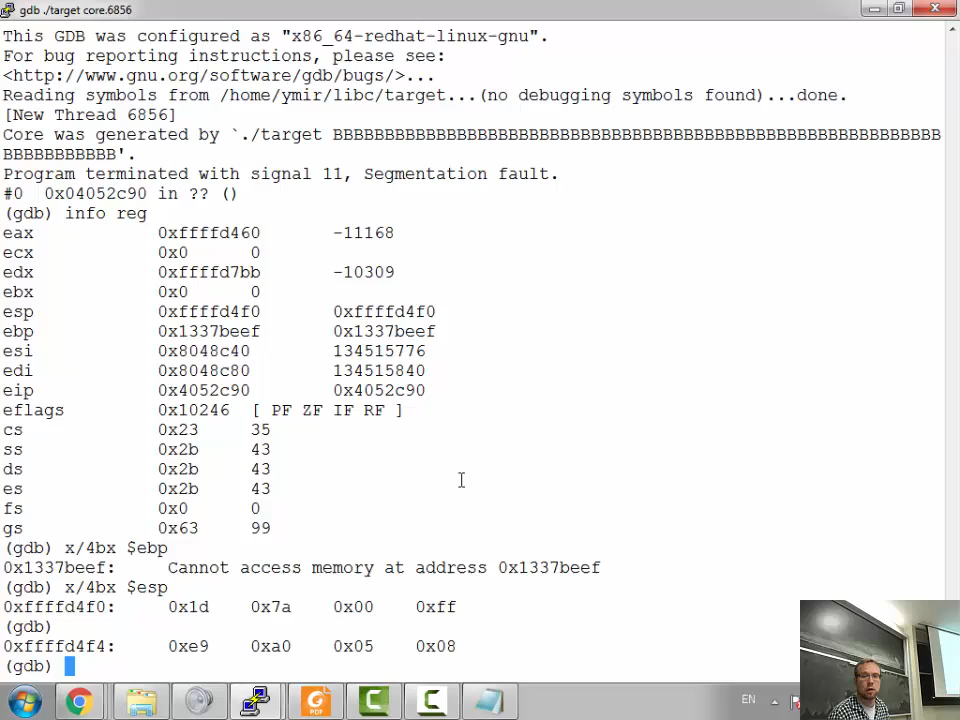 gdb ./target core.6856
This GDB was configured as "x86_64-redhat-linux-gnu".
For bug reporting instructions, please see:
<http://www.gnu.org/software/gdb/bugs/>...
Reading symbols from /home/ymir/libc/target...(no debugging symbols found)...done.
[New Thread 6856]
Core was generated by `./target BBBBBBBBBBBBBBBBBBBBBBBBBBBBBBBBBBBBBBBBBBBBBBBBBBBBBBBBBBB
BBBBBBBBBBB'.
Program terminated with signal 11, Segmentation fault.
#0  0x04052c90 in ?? ()
(gdb) info reg
eax            0xffffd460       -11168
ecx            0x0      0
edx            0xffffd7bb       -10309
ebx            0x0      0
esp            0xffffd4f0       0xffffd4f0
ebp            0x1337beef       0x1337beef
esi            0x8048c40        134515776
edi            0x8048c80        134515840
eip            0x4052c90        0x4052c90
eflags         0x10246  [ PF ZF IF RF ]
cs             0x23     35
ss             0x2b     43
ds             0x2b     43
es             0x2b     43
fs             0x0      0
gs             0x63     99
(gdb) x/4bx $ebp
0x1337beef:     Cannot access memory at address 0x1337beef
(gdb) x/4bx $esp
0xffffd4f0:     0x1d    0x7a    0x00    0xff
(gdb)
0xffffd4f4:     0xe9    0xa0    0x05    0x08
(gdb)
PDF
EN